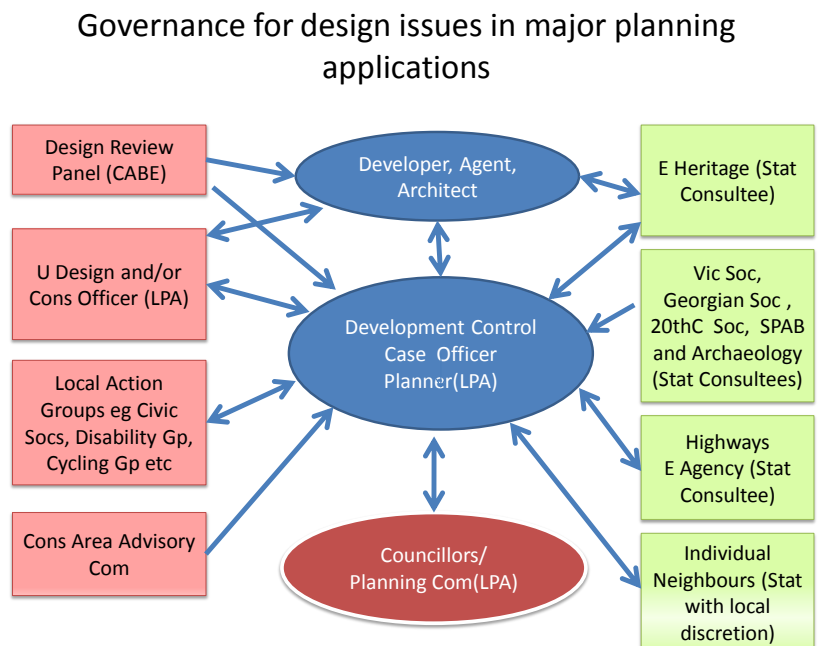 Governance for design issues in major planning
applications
Design Review
Panel (CABE)
U Design and/or
Cons Officer (LPA)
Local Action
Groups eg Civic
Socs, Disability Gp,
Cycling Gp etc
Cons Area Advisory
Com
Developer, Agent,
Architect
Development Control
Case Officer
Planner(LPA)
Councillors/
Planning Com(LPA)
E Heritage (Stat
Consultee)
Vic Soc,
Georgian Soc ,
20thC Soc, SPAB
and Archaeology
(Stat Consultees)
Highways
E Agency (Stat
Consultee)
Individual
Neighbours (Stat
with local
discretion)